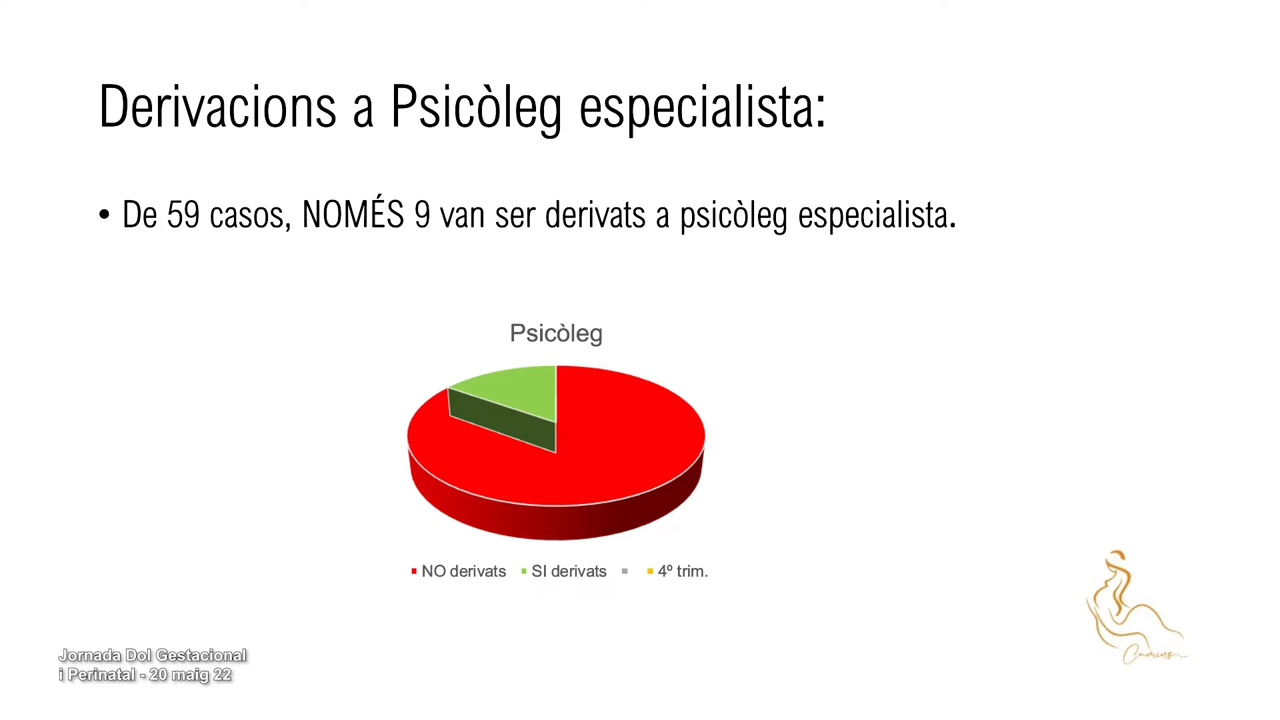 Derivacions a Psicòleg especialista:
• De 59 casos, NOMÉS 9 van ser derivats a psicòleg especialista.
Psicòleg
NO derivats SI derivats 4º trim.
Camins
Jornada Dol Gestacional
i Perinatal - 20 maig 22